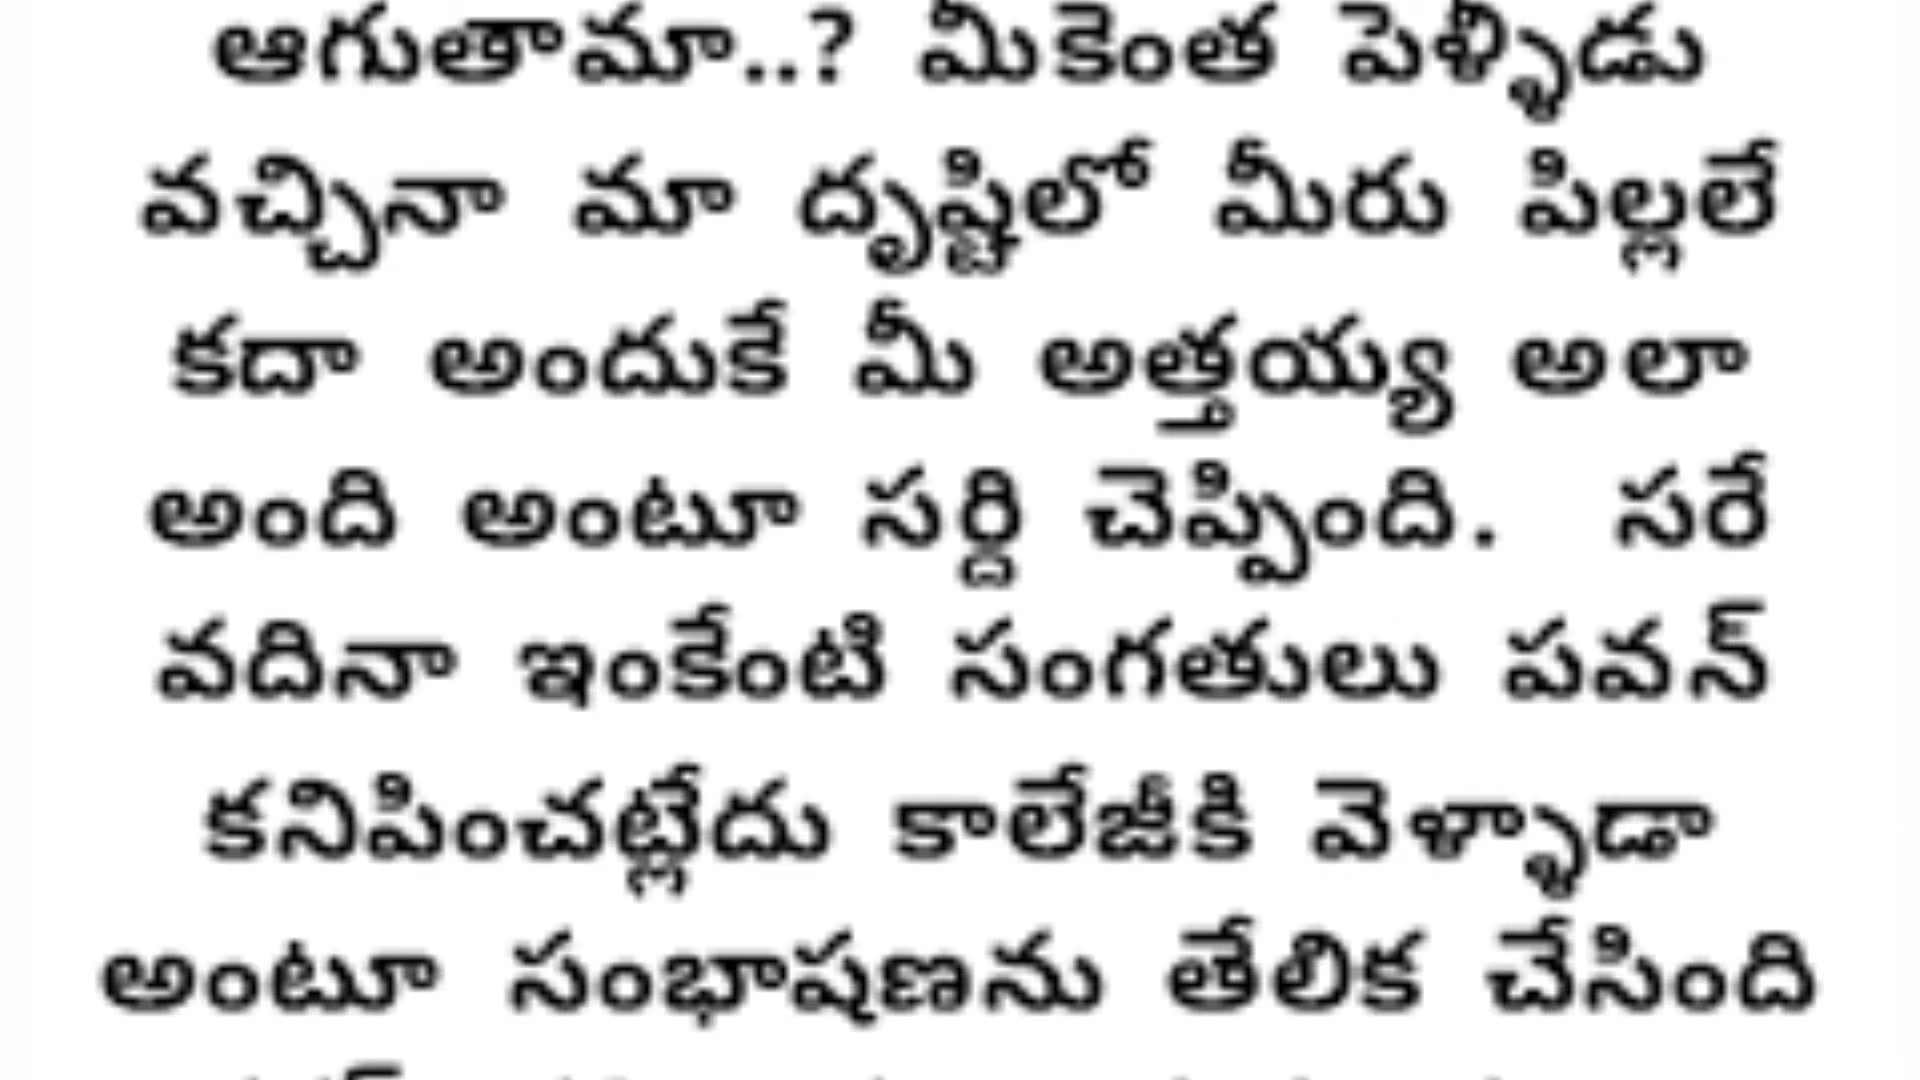 ఆగుతామా..? మీకెంత పెళ్ళీడు
వచ్చినా మా దృష్టిలో మీరు పిల్లలే
కదా అందుకే మీ అత్తయ్య అలా
అంది అంటూ సర్ది చెప్పింది. సరే
వదినా ఇంకేంటి సంగతులు పవన్
కనిపించట్లేదు కాలేజీకి వెళ్ళాడా
అంటూ సంభాషణను తేలిక చేసింది